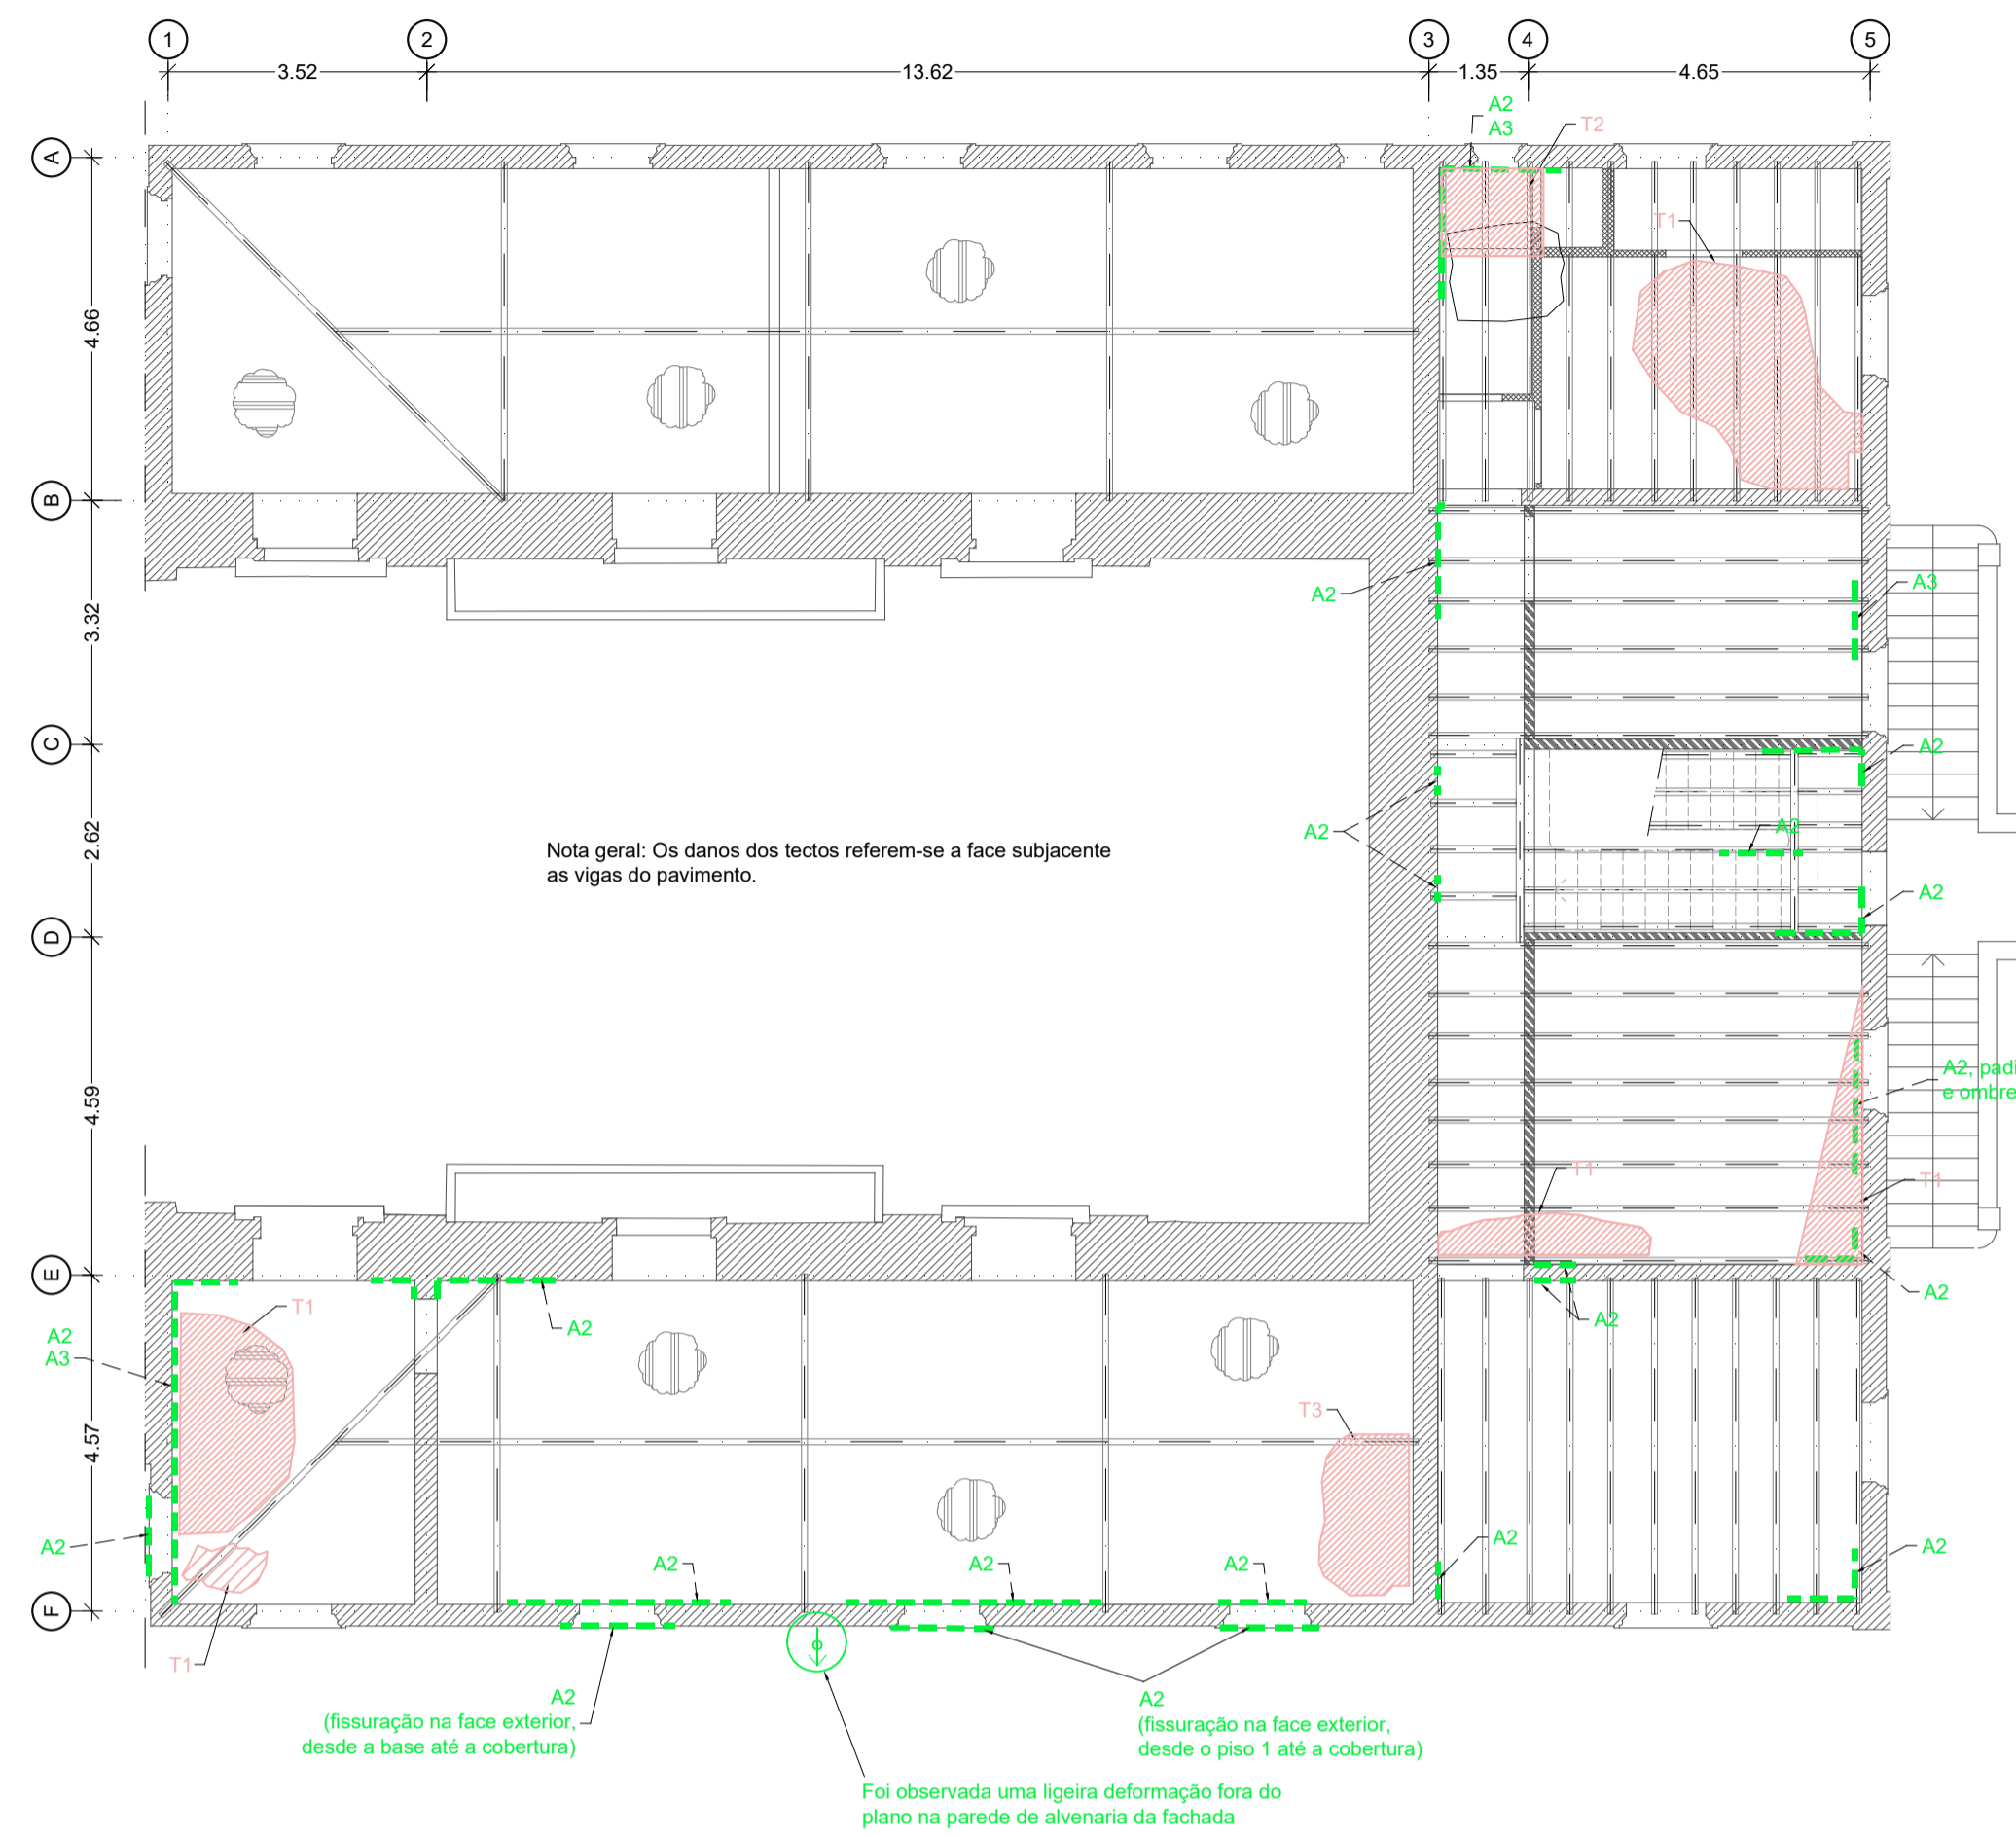 1 2 3 4 5
3.52 13.62 1.35 4.65
A2
A3
T2
A
T1
4.66
B
A2
A3
3.32
C
A2
A2
A2
2.62
Nota geral: Os danos dos tectos referem-se a face subjacente
as vigas do pavimento.
A2
D
A2, padi
e ombre
4.59
T1
T1
E
A2
T1
A2
A2
A2
A3
T3
4.57
A2
A2
A2
A2
A2
A2
F
T1
A2
(fissuração na face exterior,
desde a base até a cobertura)
A2
(fissuração na face exterior,
desde o piso 1 até a cobertura)
Foi observada uma ligeira deformação fora do
plano na parede de alvenaria da fachada